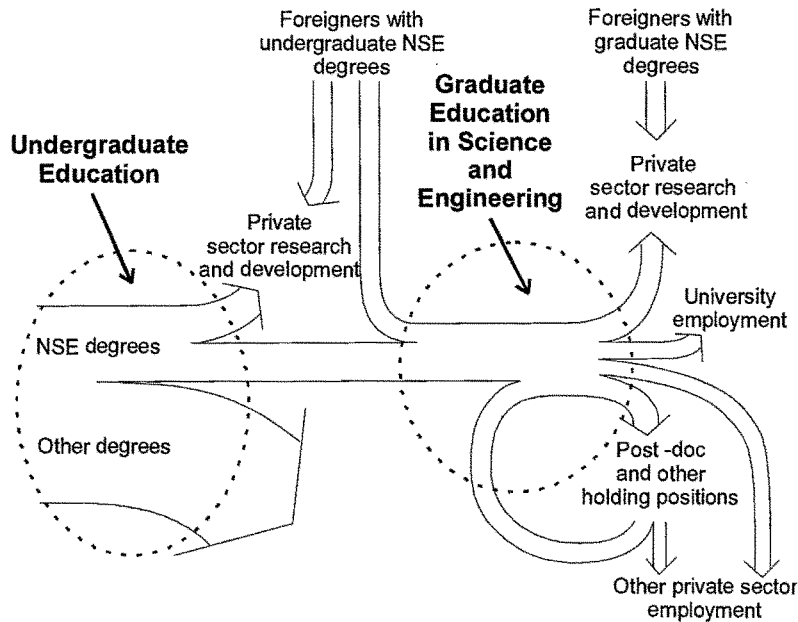 Foreigners with
undergraduate NSE
degrees
Foreigners with
graduate NSE
degrees
Graduate
Education
in Science
and
Engineering
Undergraduate
Education
Private
sector research
and development
Private
sector research
and development
University
employment
NSE degrees
Other degrees
Post -doc
and other
holding positions
Other private sector
employment